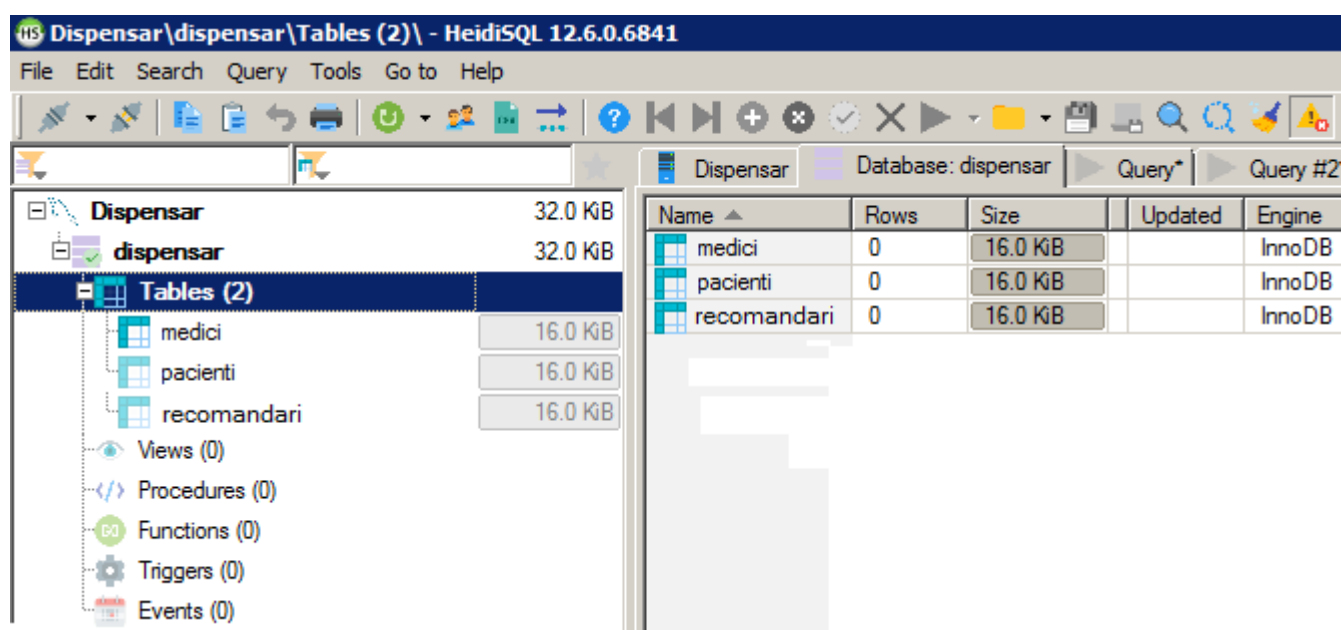 Dispensar\dispensar\Tables (2)\ - HeidiSQL 12.6.0.6841
File Edit Search Query Tools Go to Help
Dispensar Database: dispensar Query* Query #2
Dispensar 32.0 KiB
dispensar 32.0 KiB
Tables (2)
medici 16.0 KiB
pacienti 16.0 KiB
recomandari 16.0 KiB
Views (0)
Procedures (0)
Functions (0)
Triggers (0)
Events (0)
Name Rows Size Updated Engine
medici 0 16.0 KiB InnoDB
pacienti 0 16.0 KiB InnoDB
recomandari 0 16.0 KiB InnoDB